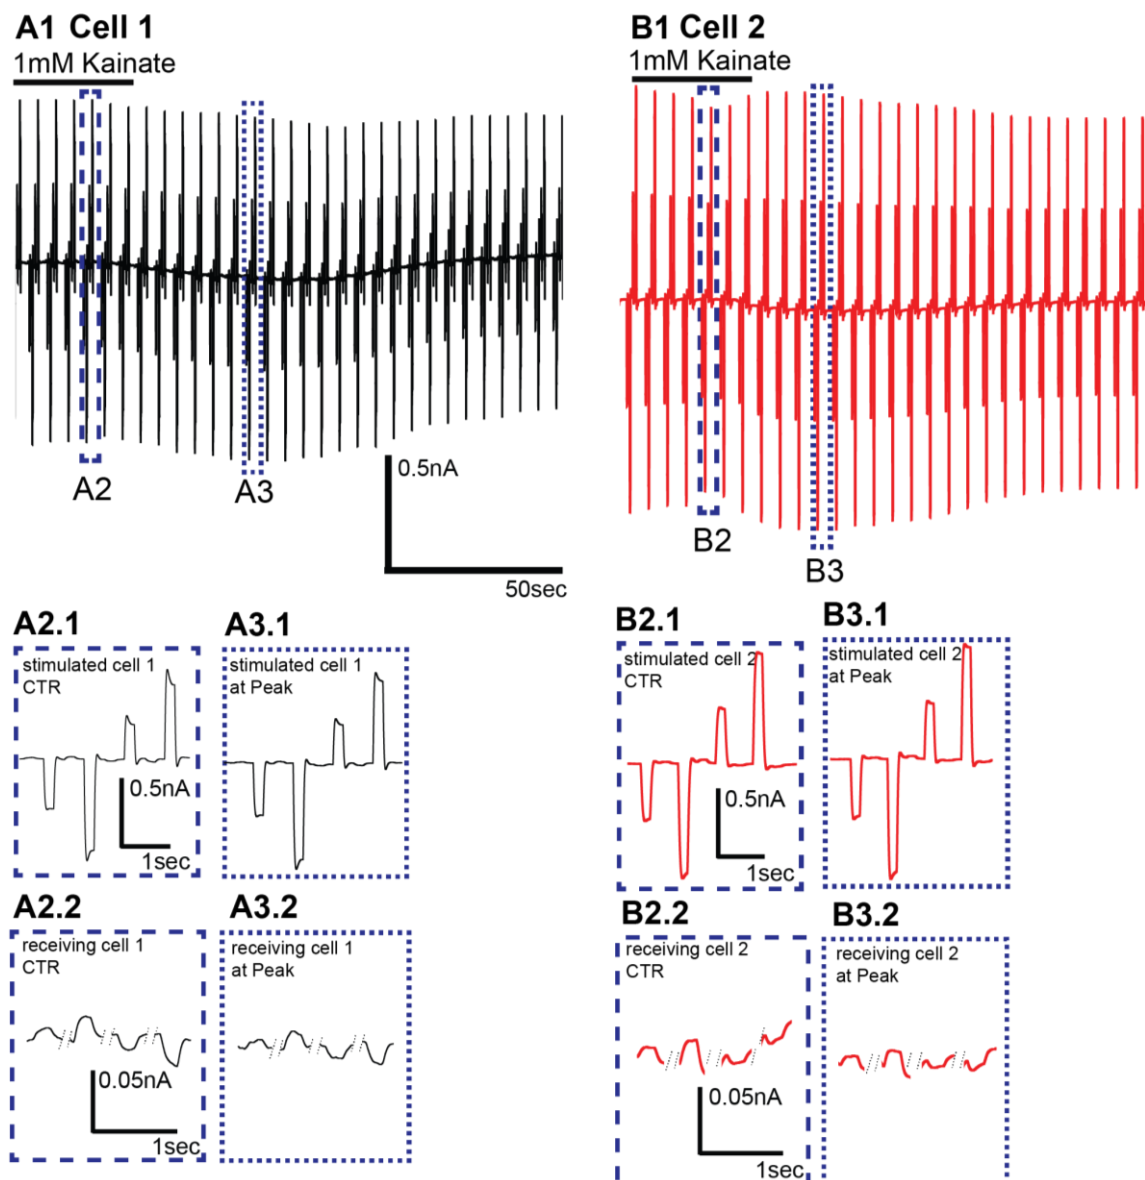 A1 Cell 1
1mM Kainate
A2
A3
0.5nA
50sec
B1 Cell 2
1mM Kainate
B2
B3
A2.1
stimulated cell 1
CTR
0.5nA
1sec
A3.1
stimulated cell 1
at Peak
B2.1
stimulated cell 2
CTR
0.5nA
1sec
B3.1
stimulated cell 2
at Peak
A2.2
receiving cell 1
CTR
0.05nA
1sec
A3.2
receiving cell 1
at Peak
B2.2
receiving cell 2
CTR
0.05nA
1sec
B3.2
receiving cell 2
at Peak